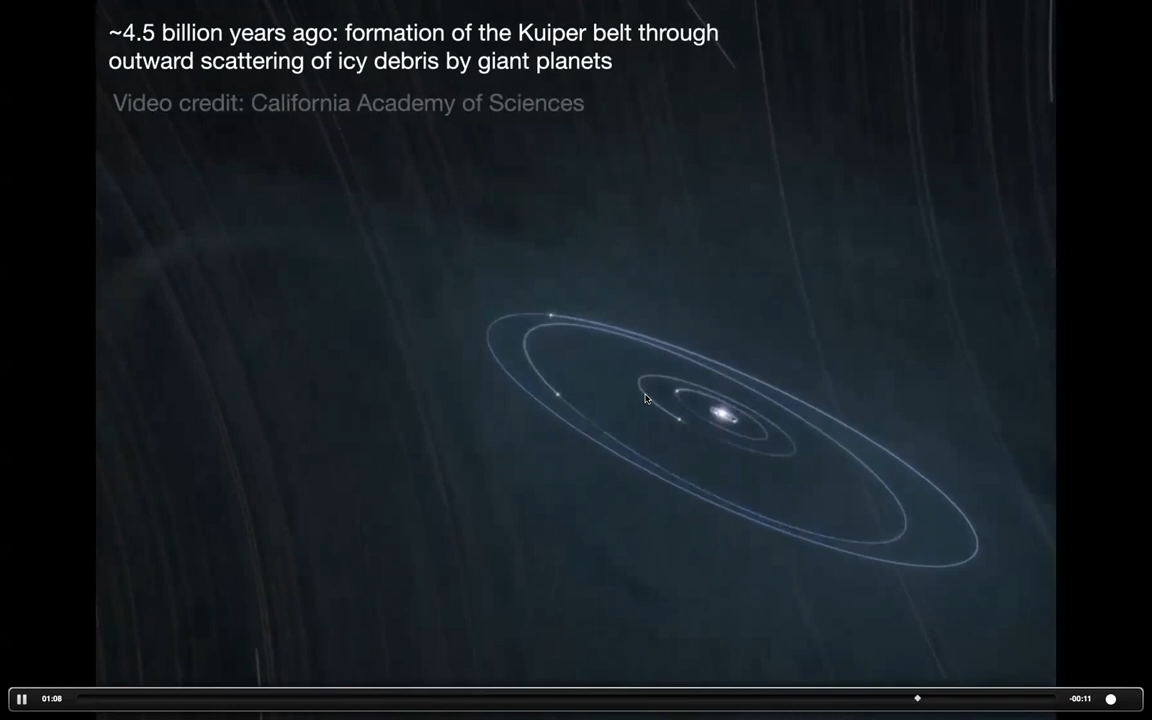 ~4.5 billion years ago: formation of the Kuiper belt through
outward scattering of icy debris by giant planets
Video credit: California Academy of Sciences
01:08
-00:11